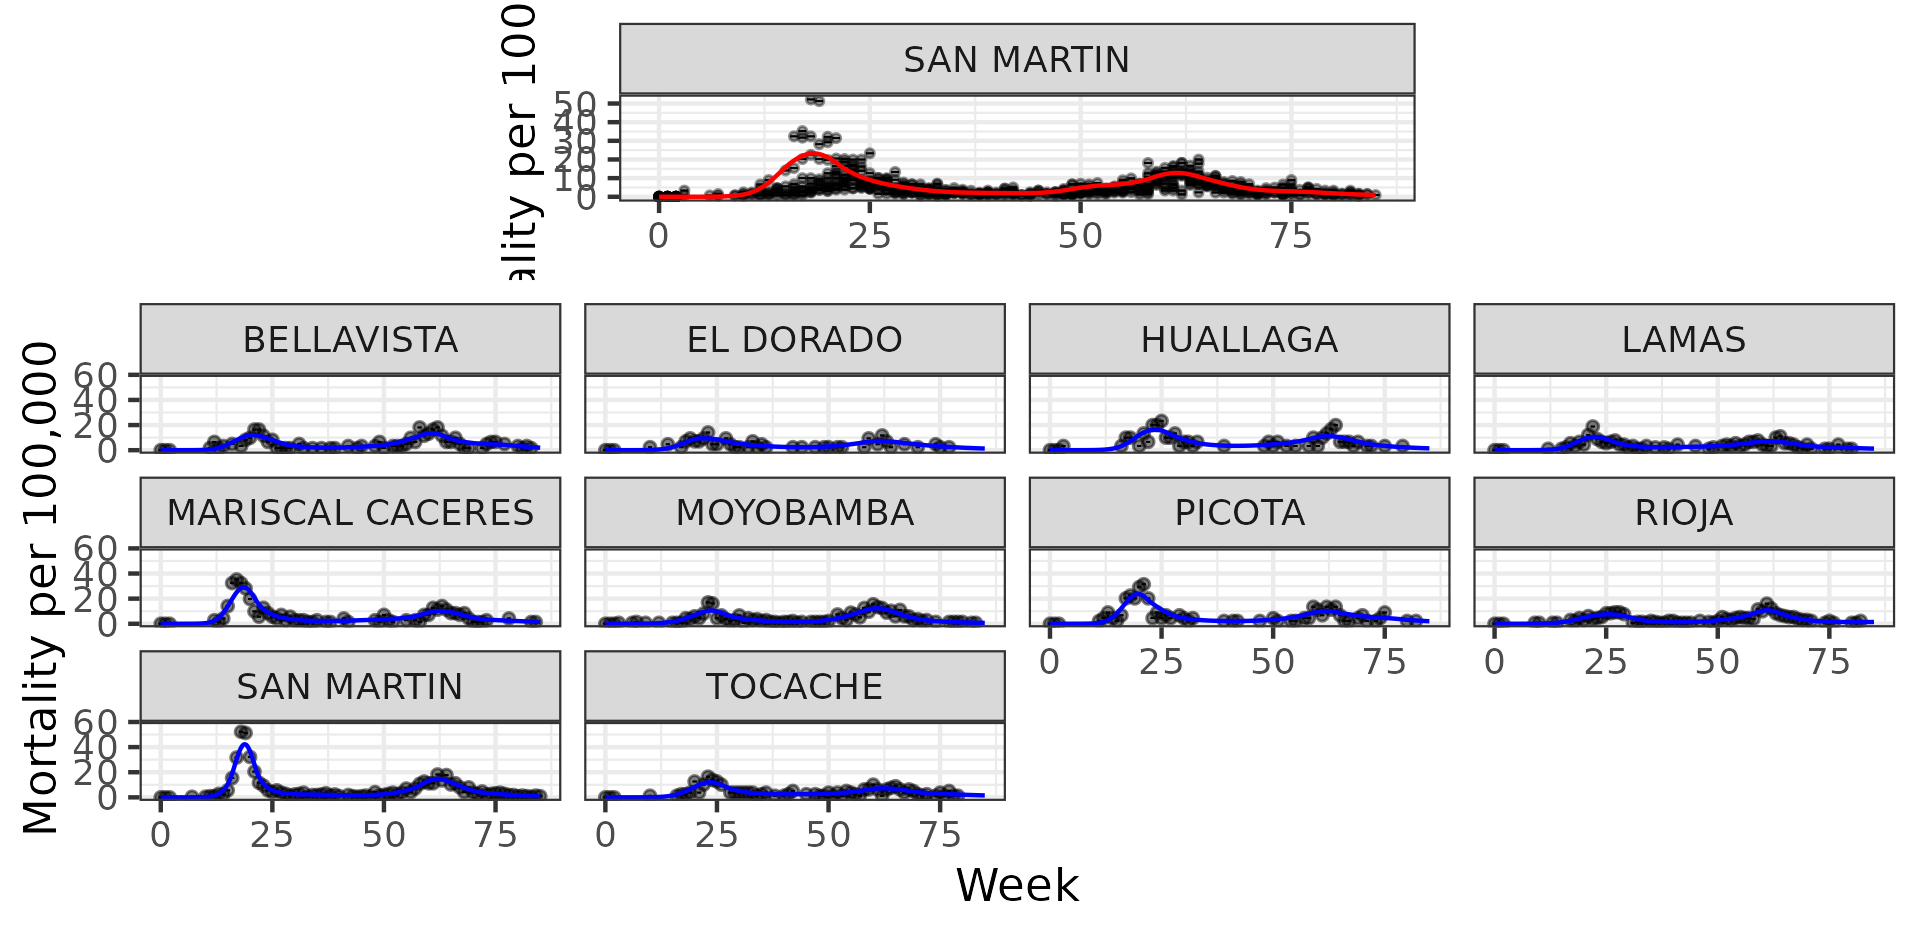 SAN MARTIN
ality per 100
50
40
30
20
10
0
0 25 50 75
BELLAVISTA EL DORADO HUALLAGA LAMAS
60
40
20
0
MARISCAL CACERES MOYOBAMBA PICOTA RIOJA
60
40
20
0
0 25 50 75 0 25 50 75
SAN MARTIN TOCACHE
60
40
20
0
0 25 50 75 0 25 50 75
Mortality per 100,000
Week